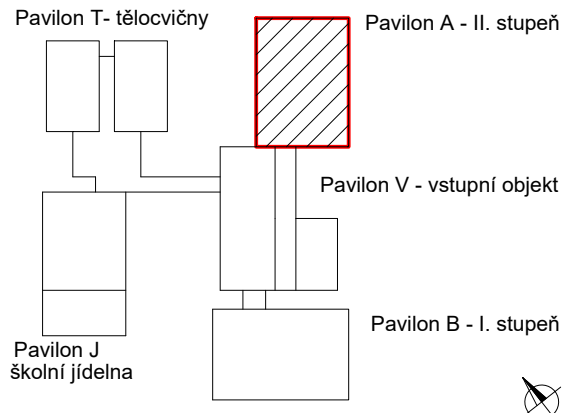 Pavilon T- tělocvičny
Pavilon A - II. stupeň
Pavilon V - vstupní objekt
Pavilon B - I. stupeň
Pavilon J
školní jídelna